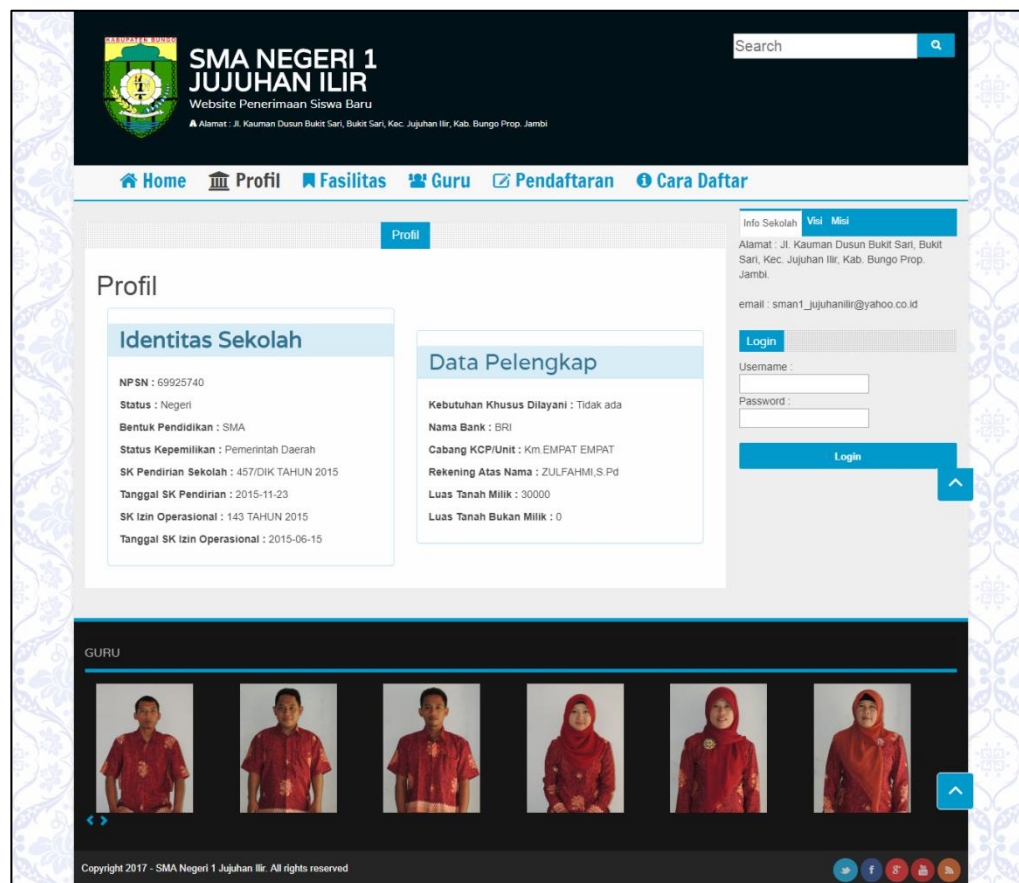 KABUPATEN BUNGO
SMA NEGERI 1
JUJUHAN ILIR
Website Penerimaan Siswa Baru
Alamat : Jl. Kauman Dusun Bukit Sari, Bukit Sari, Kec. Jujuhan Ilir, Kab. Bungo Prop. Jambi
Search
Home Profil Fasilitas Guru Pendaftaran Cara Daftar
Profil
Profil
Identitas Sekolah
NPSN : 69925740
Status : Negeri
Bentuk Pendidikan : SMA
Status Kepemilikan : Pemerintah Daerah
SK Pendirian Sekolah : 457/DIK TAHUN 2015
Tanggal SK Pendirian : 2015-11-23
SK Izin Operasional : 143 TAHUN 2015
Tanggal SK Izin Operasional : 2015-06-15
Data Pelengkap
Kebutuhan Khusus Dilayani : Tidak ada
Nama Bank : BRI
Cabang KCP/Unit : Km.EMPAT EMPAT
Rekening Atas Nama : ZULFAHMI,S.Pd
Luas Tanah Milik : 30000
Luas Tanah Bukan Milik : 0
Info Sekolah Visi Misi
Alamat : Jl. Kauman Dusun Bukit Sari, Bukit
Sari, Kec. Jujuhan Ilir, Kab. Bungo Prop.
Jambi.
email : sman1_jujuhanilir@yahoo.co.id
Login
Username :
Password :
Login
GURU
Copyright 2017 - SMA Negeri 1 Jujuhan Ilir. All rights reserved